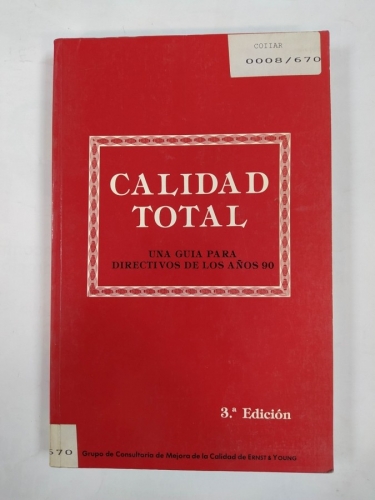 COIIAR
0008/670
CALIDAD
TOTAL
UNA GUIA PARA
DIRECTIVOS DE LOS AÑOS 90
3.ª Edición
670
Grupo de Consultoría de Mejora de la Calidad de ERNST & YOUNG